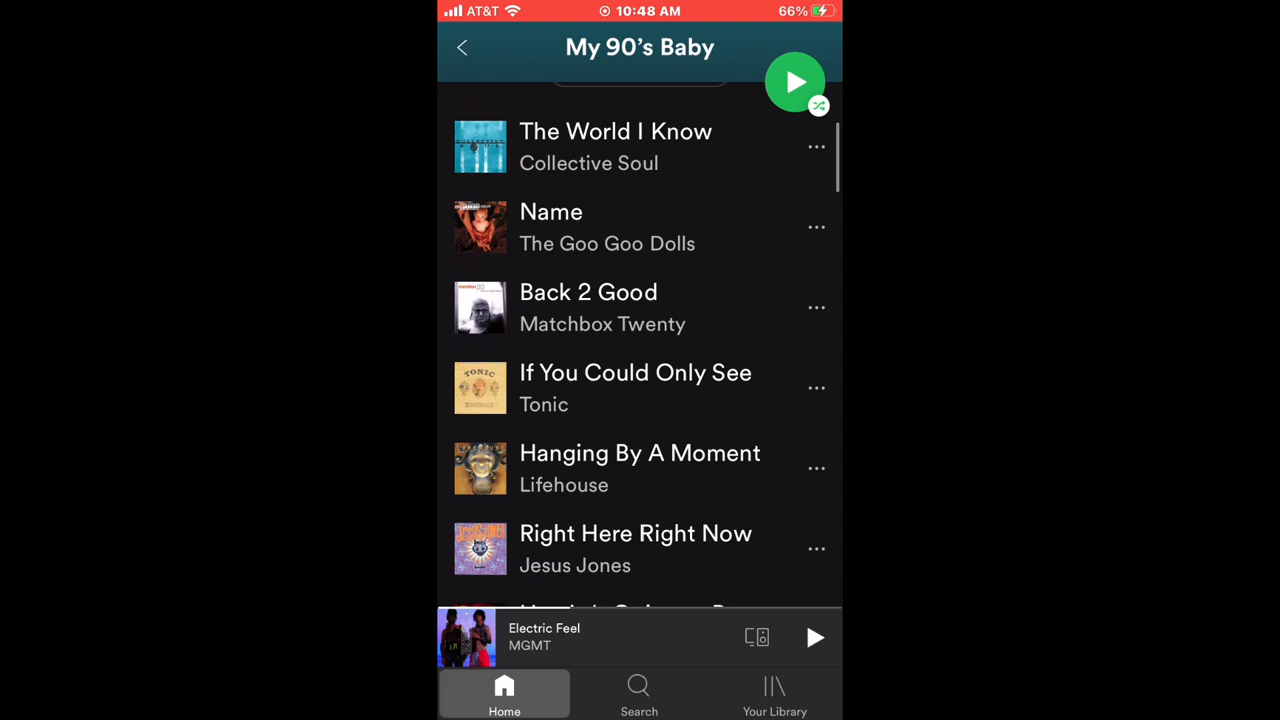 AT&T 10:48 AM 66%
My 90's Baby
The World I Know
Collective Soul
Name
The Goo Goo Dolls
Back 2 Good
Matchbox Twenty
If You Could Only See
TONIC
Tonic
Hanging By A Moment
Lifehouse
Right Here Right Now
Jesus Jones
Electric Feel
MGMT
Home Search Your Library